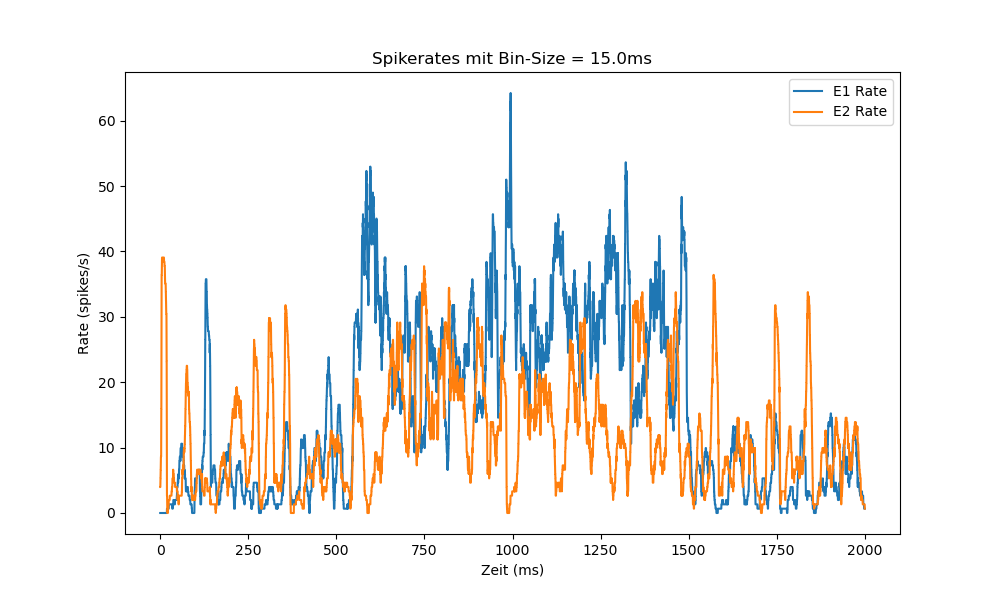 Spikerates mit Bin-Size = 15.0ms
E1 Rate
E2 Rate
Rate (spikes/s)
60
50
40
30
20
10
0
0 250 500 750 1000 1250 1500 1750 2000
Zeit (ms)